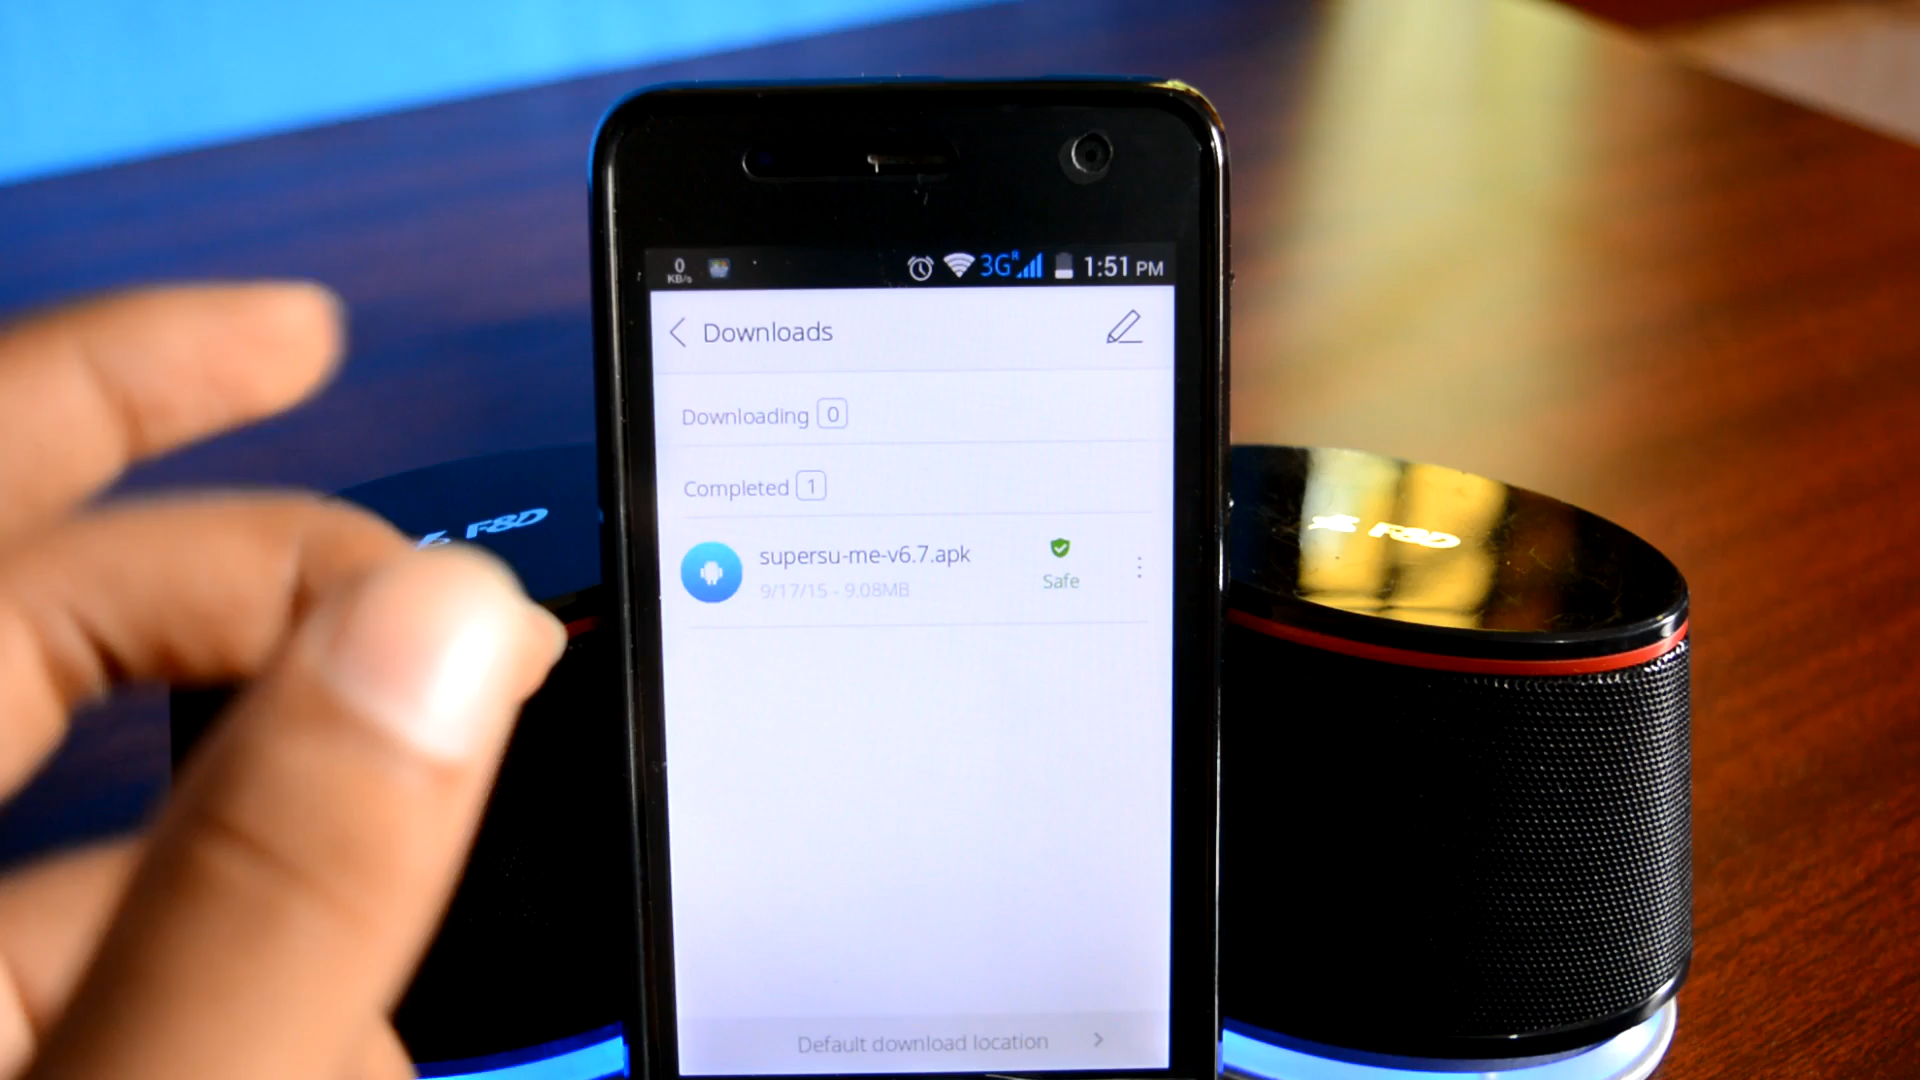 0
KB/s
3G R
1:51 PM
Downloads
Downloading 0
Completed 1
supersu-me-v6.7.apk
9/17/15 - 9.08MB
Safe
Default download location
F&D
F&D